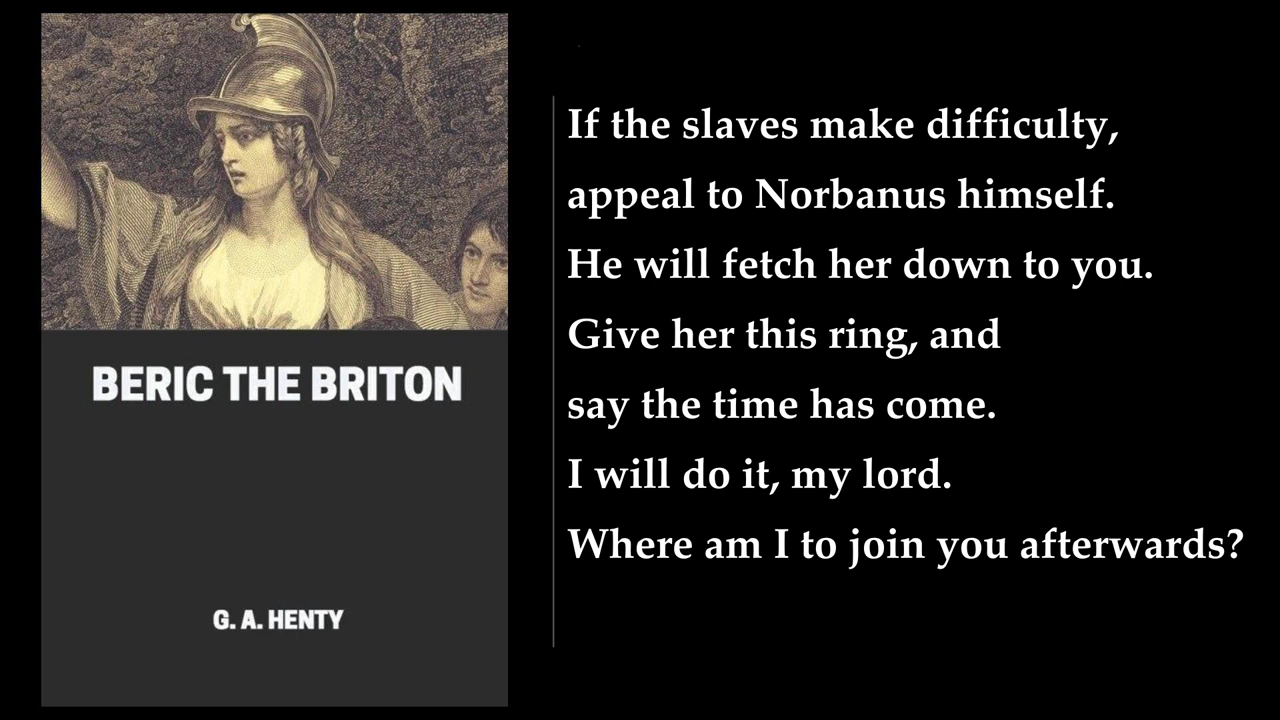 BERIC THE BRITON
G. A. HENTY
If the slaves make difficulty,
appeal to Norbanus himself.
He will fetch her down to you.
Give her this ring, and
say the time has come.
I will do it, my lord.
Where am I to join you afterwards?